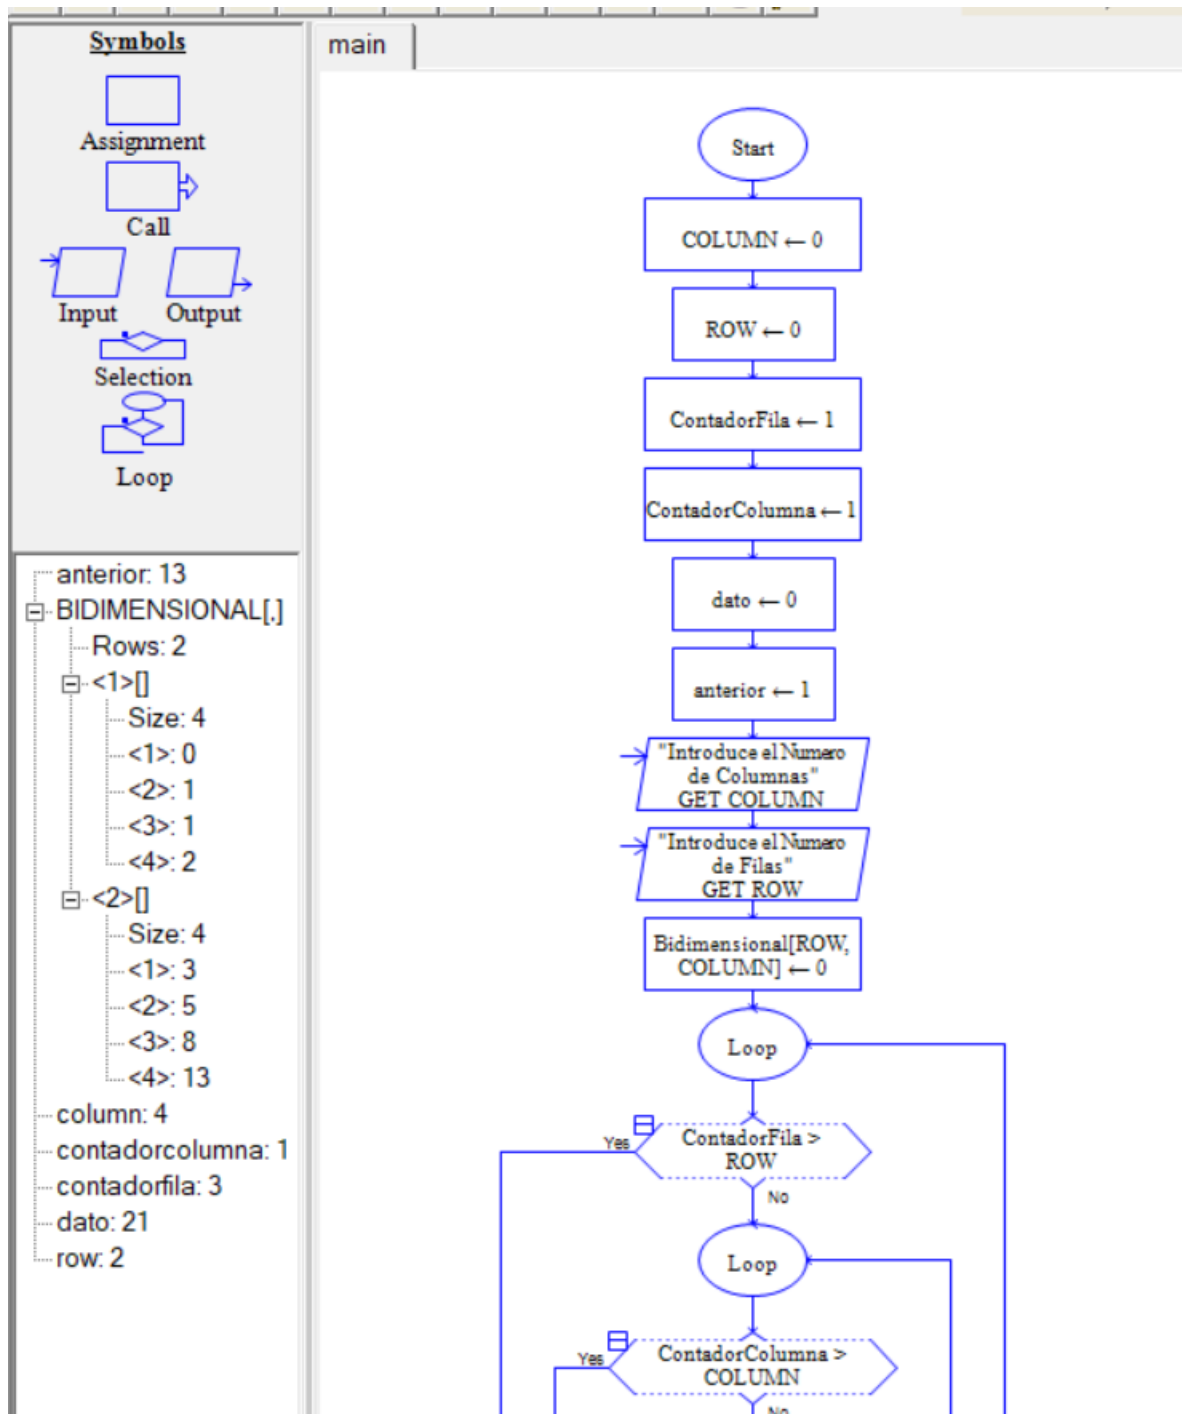 Symbols
Assignment
Call
Input
Output
Selection
Loop
anterior: 13
BIDIMENSIONAL[,]
Rows: 2
<1>[]
Size: 4
<1>: 0
<2>: 1
<3>: 1
<4>: 2
<2>[]
Size: 4
<1>: 3
<2>: 5
<3>: 8
<4>: 13
column: 4
contadorcolumna: 1
contadorfila: 3
dato: 21
row: 2
main
Start
COLUMN ← 0
ROW ← 0
ContadorFila ← 1
ContadorColumna ← 1
dato ← 0
anterior ← 1
"Introduce el Numero
de Columnas"
GET COLUMN
"Introduce el Numero
de Filas"
GET ROW
Bidimensional[ROW,
COLUMN] ← 0
Loop
Yes
ContadorFila >
ROW
No
Loop
Yes
ContadorColumna >
COLUMN
No